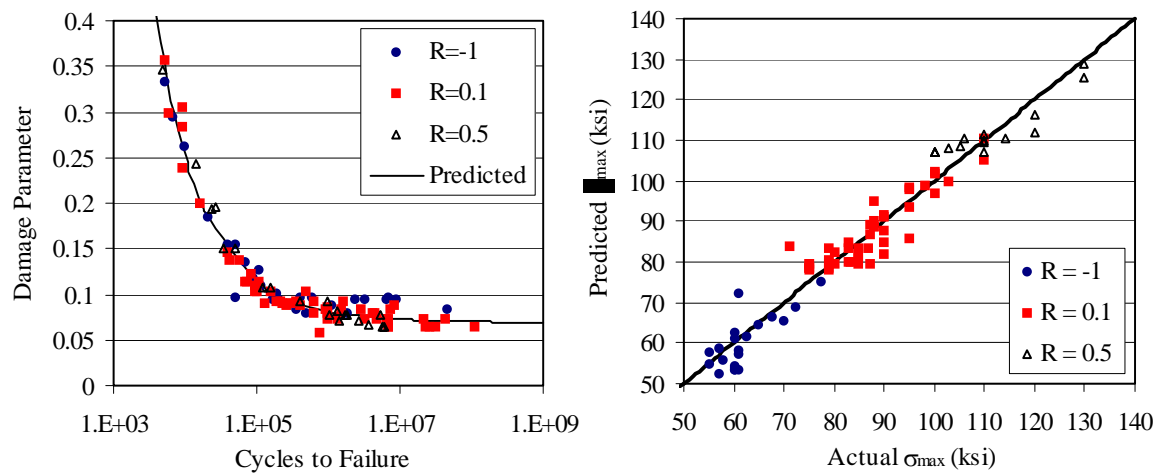 0.4
0.35
0.3
0.25
0.2
0.15
0.1
0.05
0
Damage Parameter
R=-1
R=0.1
R=0.5
Predicted
1.E+03
1.E+05
1.E+07
1.E+09
Cycles to Failure
140
130
120
110
100
90
80
70
60
50
Predicted max (ksi)
R = -1
R = 0.1
R = 0.5
50
60
70
80
90
100
110
120
130
140
Actual σmax (ksi)